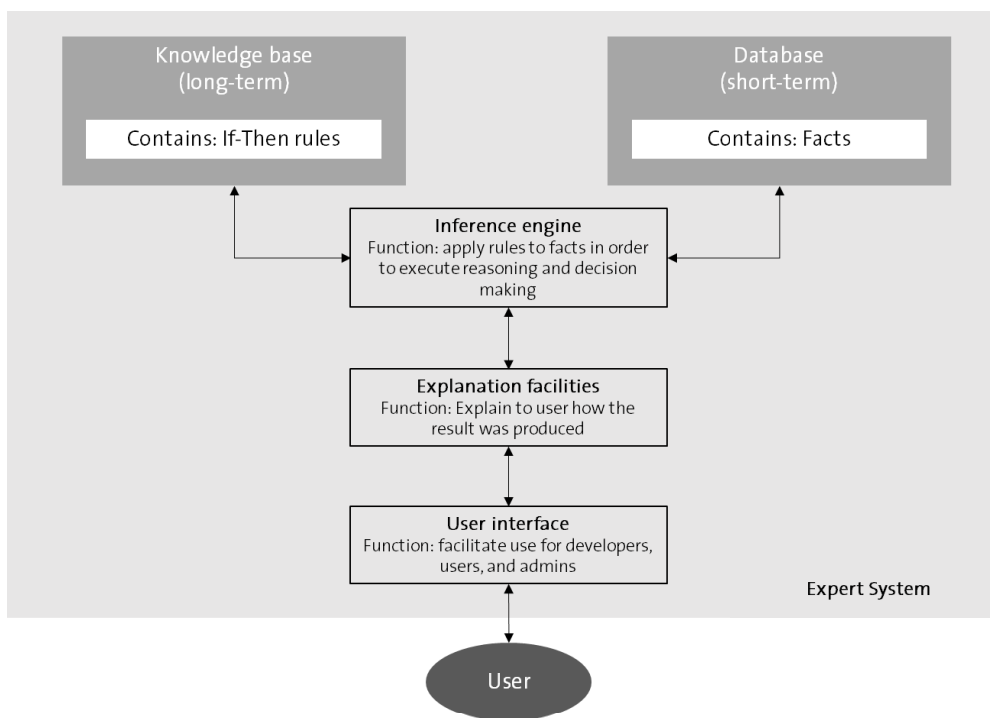 Knowledge base
(long-term)
Contains: If-Then rules
Database
(short-term)
Contains: Facts
Inference engine
Function: apply rules to facts in order
to execute reasoning and decision
making
Explanation facilities
Function: Explain to user how the
result was produced
User interface
Function: facilitate use for developers,
users, and admins
Expert System
User